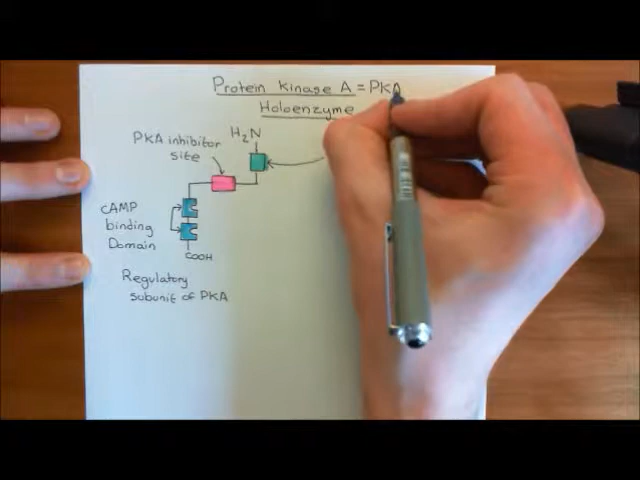 Protein kinase A = PKA
Holoenzyme
PKA inhibitor
site
H₂N
CAMP
binding
Domain
COOH
Regulatory
subunit of PKA